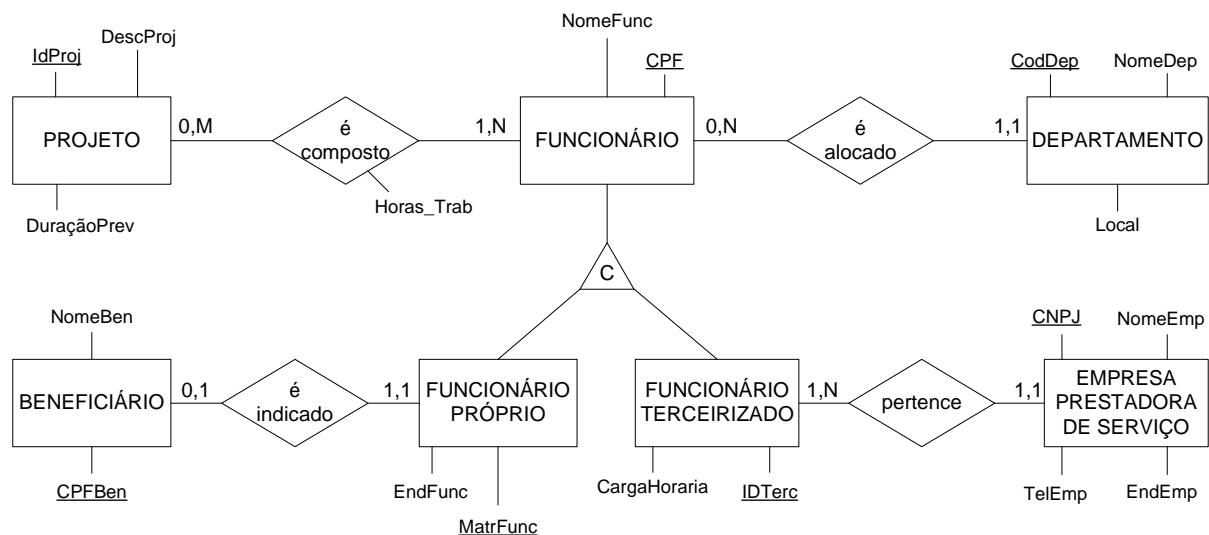 NomeFunc
DescProj
IdProj
CPF
CodDep
NomeDep
PROJETO
0,M
é
composto
1,N
FUNCIONÁRIO
0,N
é
alocado
1,1
DEPARTAMENTO
DuraçãoPrev
Horas_Trab
Local
C
NomeBen
CNPJ
NomeEmp
BENEFICIÁRIO
0,1
é
indicado
1,1
FUNCIONÁRIO
PRÓPRIO
FUNCIONÁRIO
TERCEIRIZADO
1,N
pertence
1,1
EMPRESA
PRESTADORA
DE SERVIÇO
CPFBen
EndFunc
MatrFunc
CargaHoraria
IDTerc
TelEmp
EndEmp